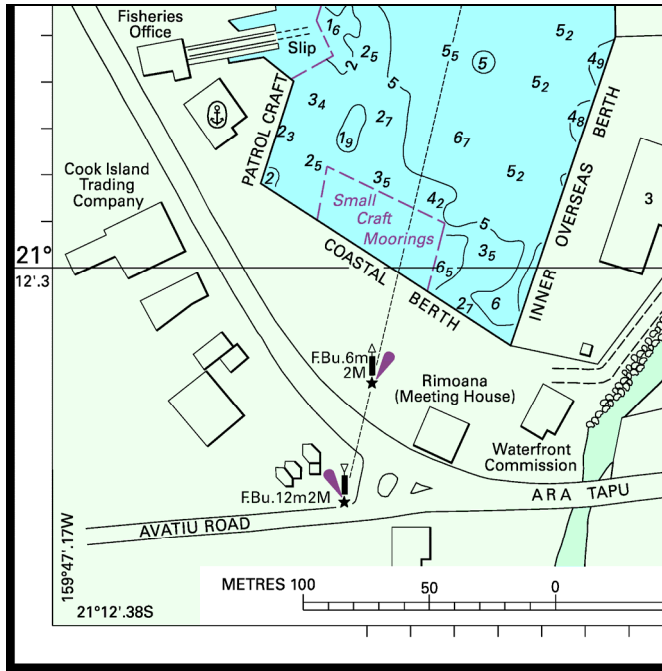 Fisheries
Office
Slip
1₆
2₅
2
5₅
5
5₂
4₉
5₂
5
3₄
2₇
1₉
6₇
4₈
PATROL CRAFT
2₃
2₅
2
3₅
4₂
5₂
5
3₅
6₅
2₁
6
Small
Craft
Moorings
COASTAL
BERTH
INNER OVERSEAS BERTH
3
Cook Island
Trading
Company
21°
12'.3
F.Bu.6m
2M
Rimoana
(Meeting House)
Waterfront
Commission
F.Bu.12m2M
ARA TAPU
AVATIU ROAD
159°47'.17W
21°12'.38S
METRES 100
50
0